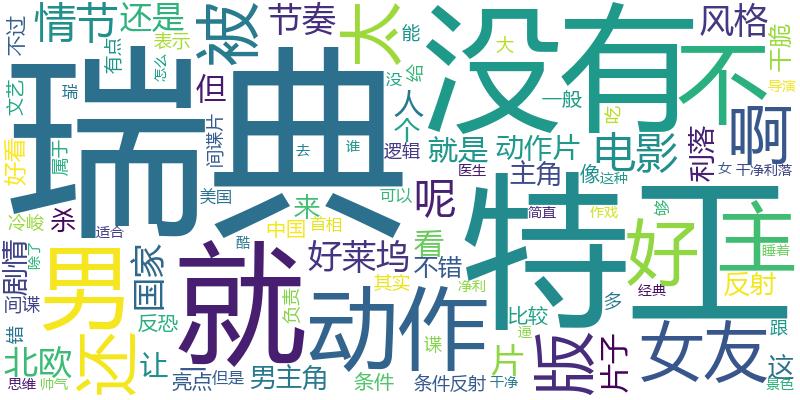 不过 情节 还是 被 节奏 太 没有 不 风格 干脆
文艺 有点 表示 怎么 能 大 导演
瑞典 但 没 给 一般 啊
好看 属于 瑞 间谍片 去 谁 人 个 逻辑 就是 动作片 吃 电影 利落
冷峻 杀 美国 来 医生 主角 像 这种 女 干净利落
适合 中国 首相 呢 可以 简直 作戏 够
剧情 除了 国家 酷 好莱坞 看 不错 特工 好 主 睡着
间谍 男 就 其实 净利 多 经典 反射
错 还 反恐 负责 动作 谍 比较 逼 版 片子 女友 跟
北欧 让 片 这
思维 帅气 亮点 但是 男主角 条件 条件反射 干净 景色